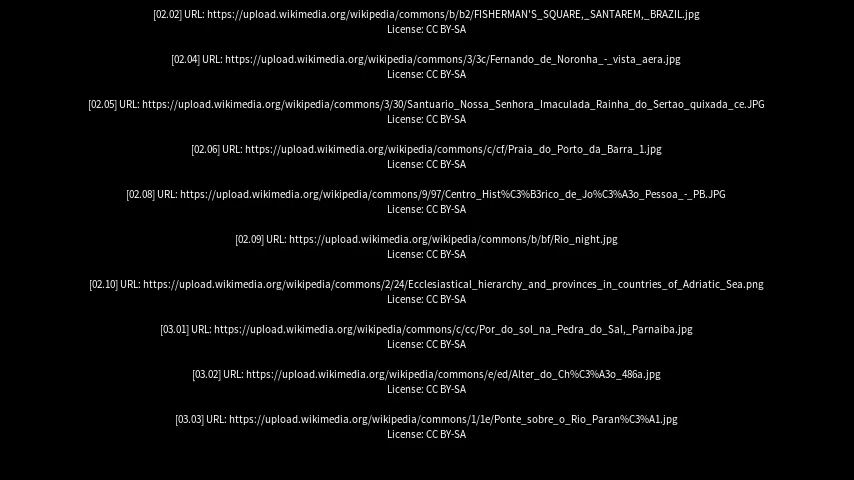 [02.02] URL: https://upload.wikimedia.org/wikipedia/commons/b/b2/FISHERMAN'S_SQUARE,_SANTAREM,_BRAZIL.jpg
License: CC BY-SA
[02.04] URL: https://upload.wikimedia.org/wikipedia/commons/3/3c/Fernando_de_Noronha_-_vista_aera.jpg
License: CC BY-SA
[02.05] URL: https://upload.wikimedia.org/wikipedia/commons/3/30/Santuario_Nossa_Senhora_Imaculada_Rainha_do_Sertao_quixada_ce.JPG
License: CC BY-SA
[02.06] URL: https://upload.wikimedia.org/wikipedia/commons/c/cf/Praia_do_Porto_da_Barra_1.jpg
License: CC BY-SA
[02.08] URL: https://upload.wikimedia.org/wikipedia/commons/9/97/Centro_Hist%C3%B3rico_de_Jo%C3%A3o_Pessoa_-_PB.JPG
License: CC BY-SA
[02.09] URL: https://upload.wikimedia.org/wikipedia/commons/b/bf/Rio_night.jpg
License: CC BY-SA
[02.10] URL: https://upload.wikimedia.org/wikipedia/commons/2/24/Ecclesiastical_hierarchy_and_provinces_in_countries_of_Adriatic_Sea.png
License: CC BY-SA
[03.01] URL: https://upload.wikimedia.org/wikipedia/commons/c/cc/Por_do_sol_na_Pedra_do_Sal,_Parnaiba.jpg
License: CC BY-SA
[03.02] URL: https://upload.wikimedia.org/wikipedia/commons/e/ed/Alter_do_Ch%C3%A3o_486a.jpg
License: CC BY-SA
[03.03] URL: https://upload.wikimedia.org/wikipedia/commons/1/1e/Ponte_sobre_o_Rio_Paran%C3%A1.jpg
License: CC BY-SA